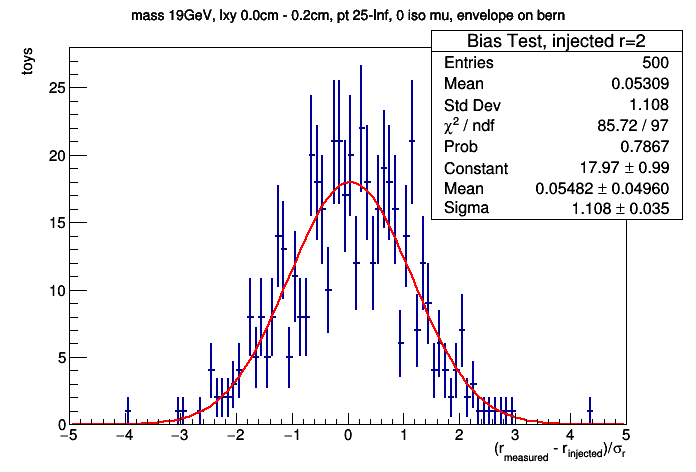 mass 19GeV, lxy 0.0cm - 0.2cm, pt 25-Inf, 0 iso mu, envelope on bern
Bias Test, injected r=2
Entries 500
Mean 0.05309
Std Dev 1.108
χ² / ndf 85.72 / 97
Prob 0.7867
Constant 17.97 ± 0.99
Mean 0.05482 ± 0.04960
Sigma 1.108 ± 0.035
toys
25
20
15
10
5
0
−5 −4 −3 −2 −1 0 1 2 3 4 5
(r_measured - r_injected)/σ_r